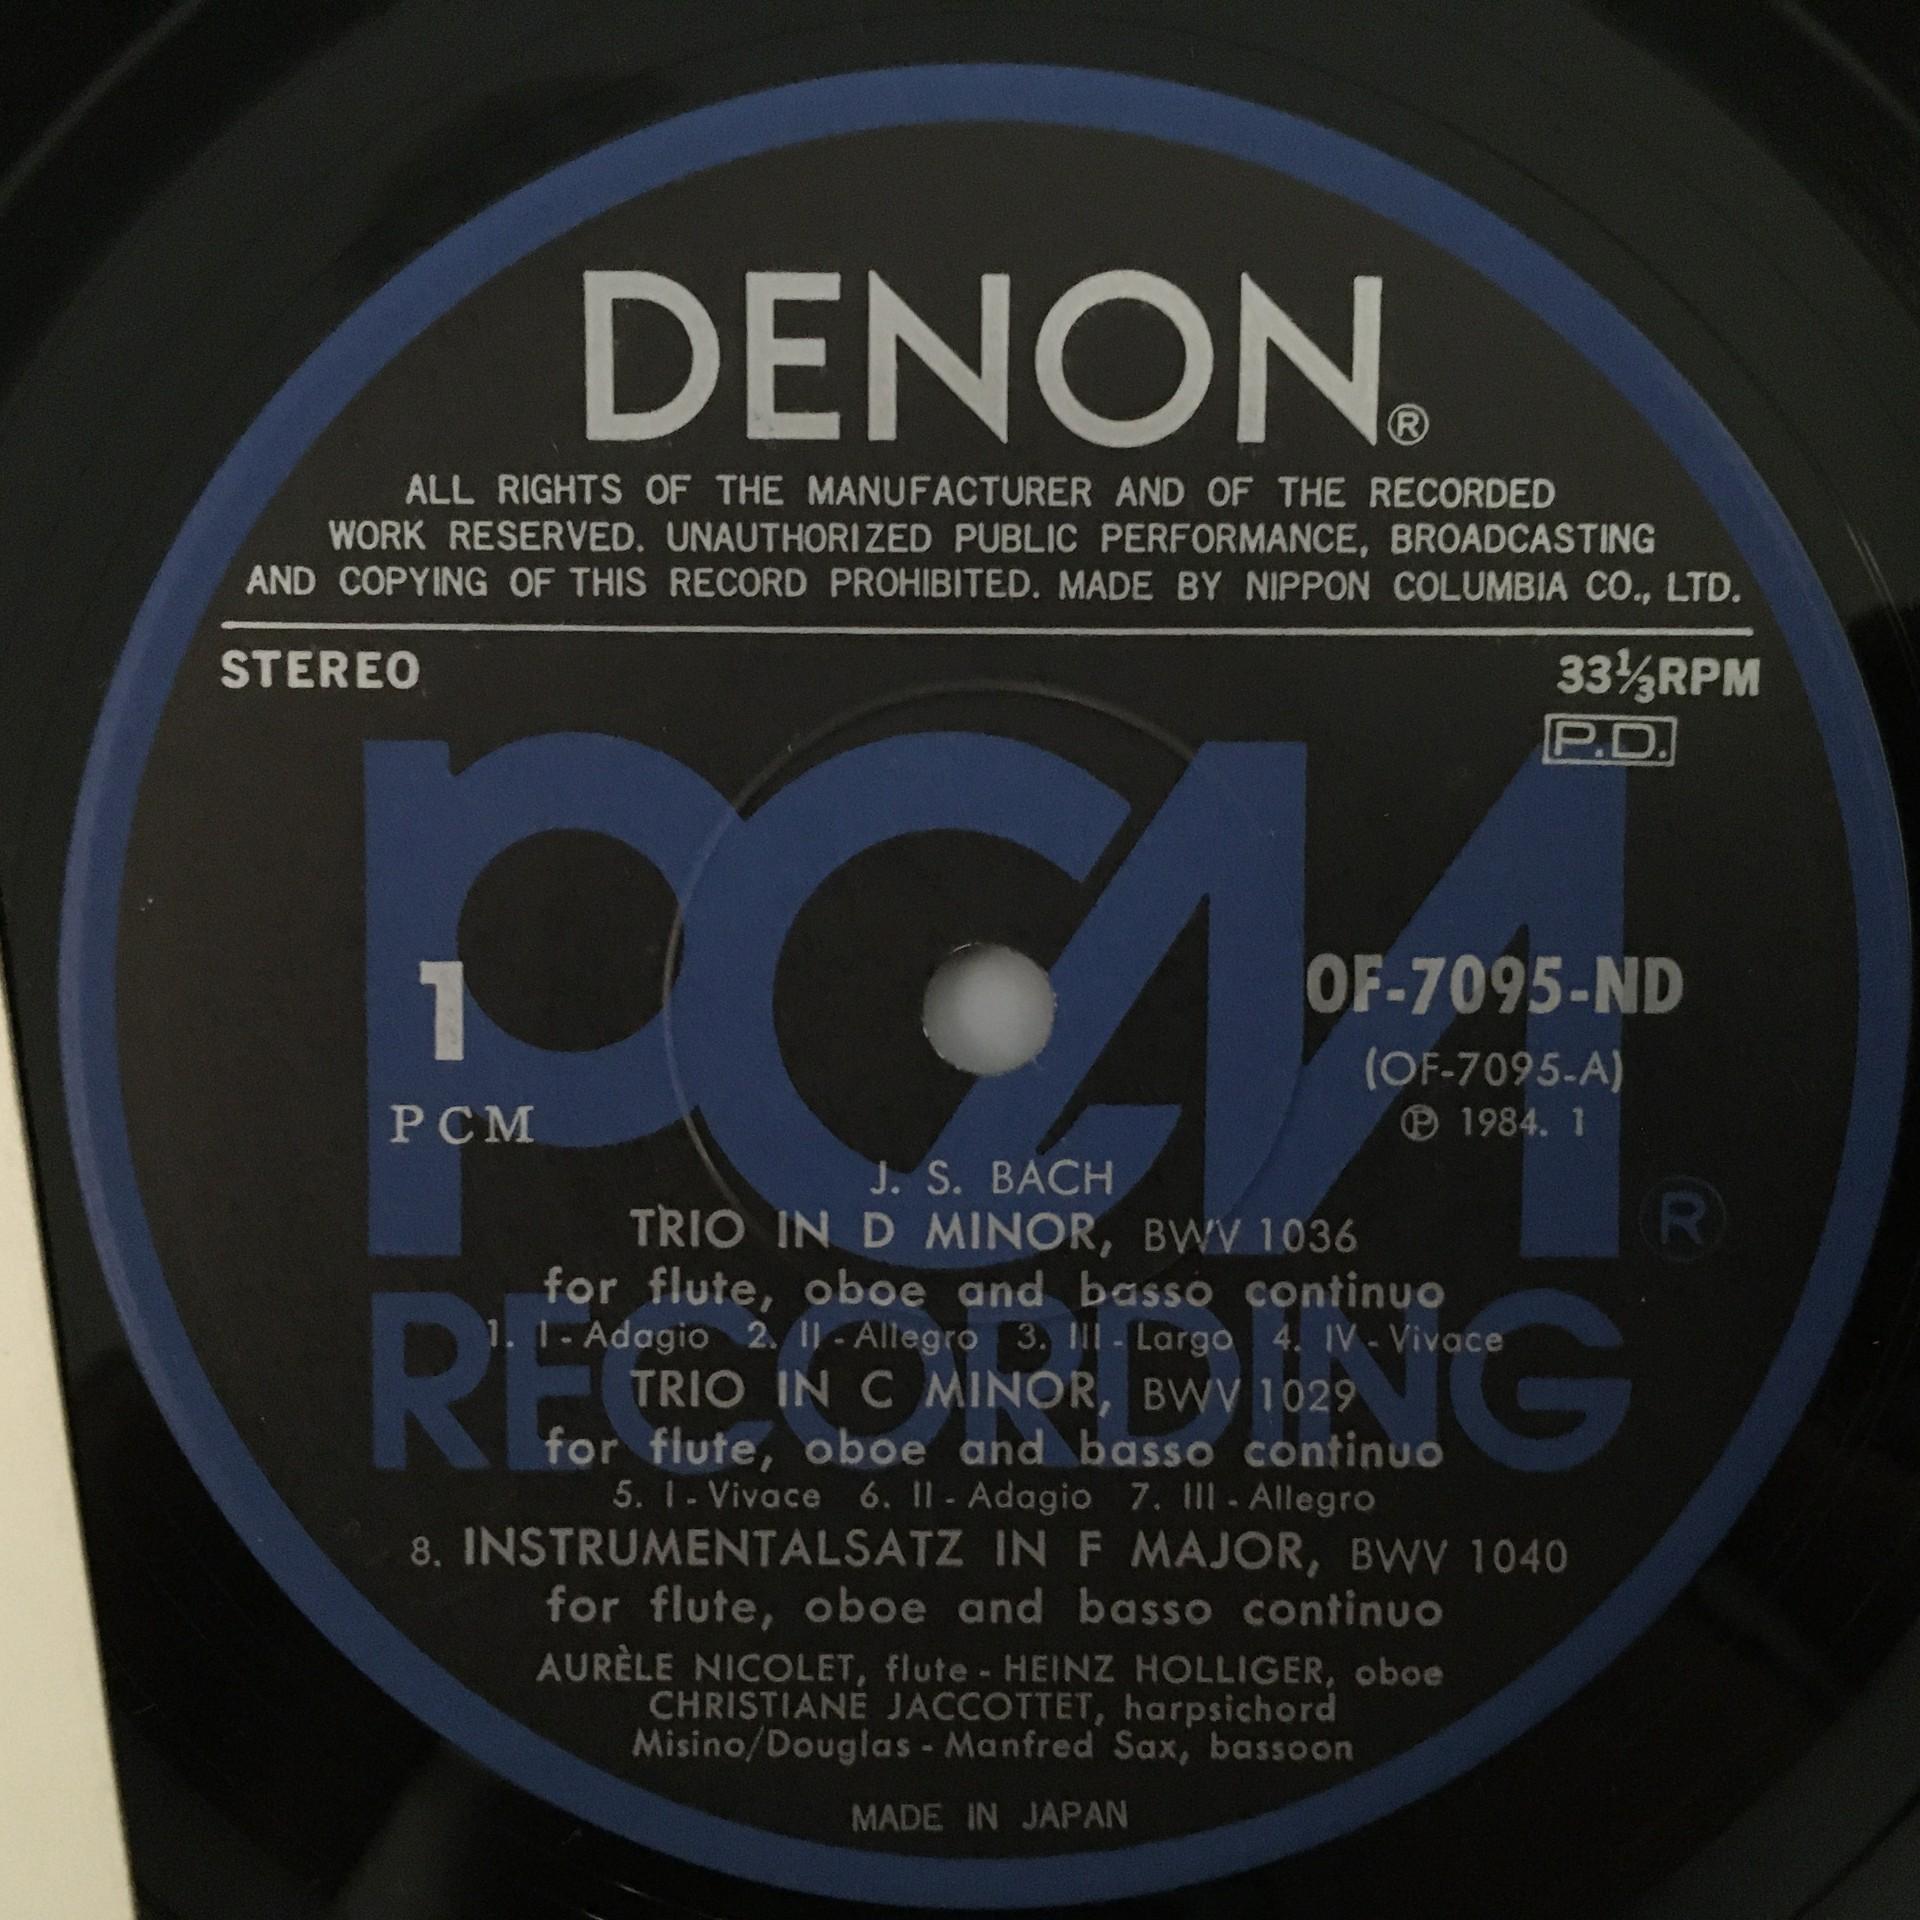 DENON®
ALL RIGHTS OF THE MANUFACTURER AND OF THE RECORDED
WORK RESERVED. UNAUTHORIZED PUBLIC PERFORMANCE, BROADCASTING
AND COPYING OF THIS RECORD PROHIBITED. MADE BY NIPPON COLUMBIA CO., LTD.
STEREO
33⅓RPM
P.D.
PCM®
RECORDING
1
PCM
OF-7095-ND
(OF-7095-A)
℗ 1984. 1
J. S. BACH
TRIO IN D MINOR, BWV 1036
for flute, oboe and basso continuo
1. I - Adagio 2. II - Allegro 3. III - Largo 4. IV - Vivace
TRIO IN C MINOR, BWV 1029
for flute, oboe and basso continuo
5. I - Vivace 6. II - Adagio 7. III - Allegro
8. INSTRUMENTALSATZ IN F MAJOR, BWV 1040
for flute, oboe and basso continuo
AURÈLE NICOLET, flute - HEINZ HOLLIGER, oboe
CHRISTIANE JACCOTTET, harpsichord
Misino/Douglas - Manfred Sax, bassoon
MADE IN JAPAN